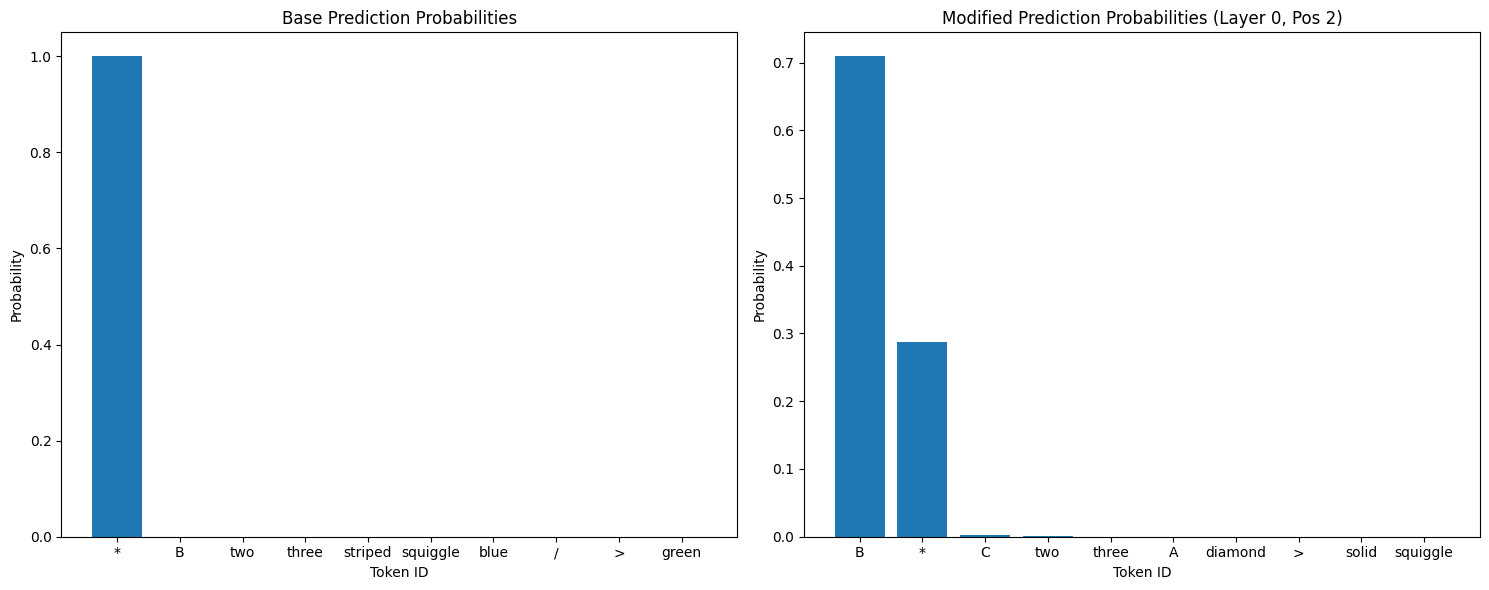 Base Prediction Probabilities
Probability
1.0
0.8
0.6
0.4
0.2
0.0
* B two three striped squiggle blue / > green
Token ID
Modified Prediction Probabilities (Layer 0, Pos 2)
Probability
0.7
0.6
0.5
0.4
0.3
0.2
0.1
0.0
B * C two three A diamond > solid squiggle
Token ID